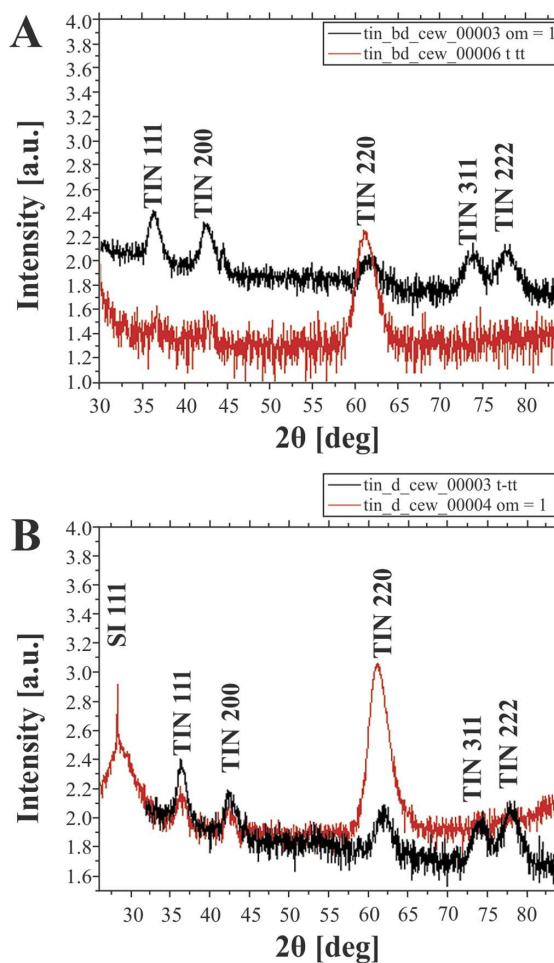 A
tin_bd_cew_00003 om = 1
tin_bd_cew_00006 t tt
4.0
3.8
3.6
3.4
3.2
3.0
2.8
2.6
2.4
2.2
2.0
1.8
1.6
1.4
1.2
1.0
Intensity [a.u.]
TIN 111
TIN 200
TIN 220
TIN 311
TIN 222
30 35 40 45 50 55 60 65 70 75 80
2θ [deg]
tin_d_cew_00003 t-tt
tin_d_cew_00004 om = 1
B
4.0
3.8
3.6
3.4
3.2
3.0
2.8
2.6
2.4
2.2
2.0
1.8
1.6
Intensity [a.u.]
SI 111
TIN 111
TIN 200
TIN 220
TIN 311
TIN 222
30 35 40 45 50 55 60 65 70 75 80
2θ [deg]